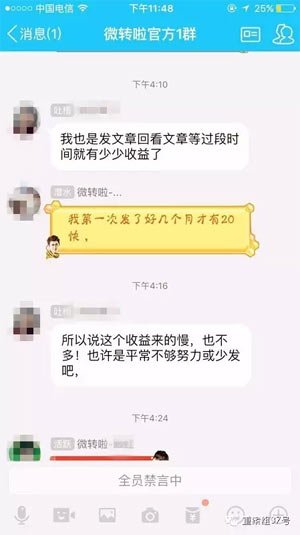 中国电信
下午11:48
25%
消息(1)
微转啦官方1群
下午4:10
吐槽
我也是发文章回看文章等过段时
间就有少少收益了
潜水 微转啦-...
我第一次发了好几个月才有20
快,
下午4:16
吐槽
所以说这个收益来的慢,也不
多!也许是平常不够努力或少发
吧,
下午4:24
活跃 微转啦-
全员禁言中
GIF
重案组37号